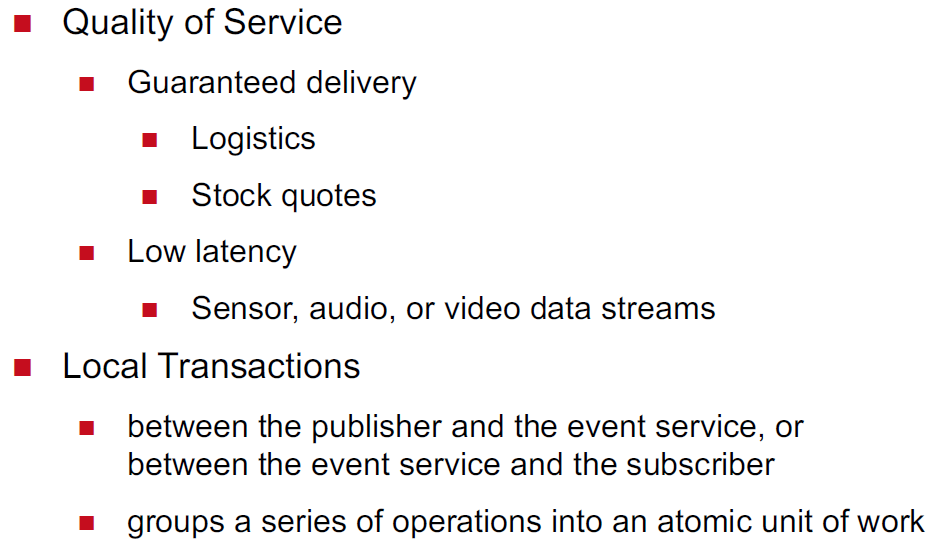 Quality of Service
Guaranteed delivery
Logistics
Stock quotes
Low latency
Sensor, audio, or video data streams
Local Transactions
between the publisher and the event service, or
between the event service and the subscriber
groups a series of operations into an atomic unit of work